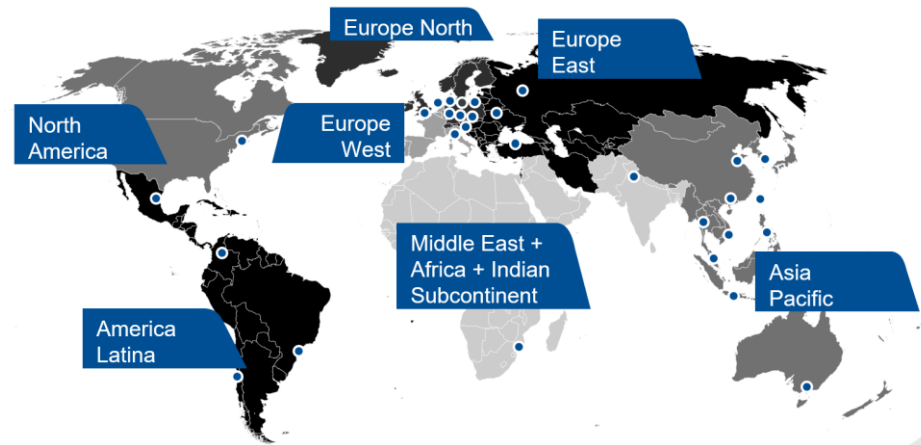 Europe North
Europe
East
North
America
Europe
West
Middle East +
Africa + Indian
Subcontinent
Asia
Pacific
America
Latina